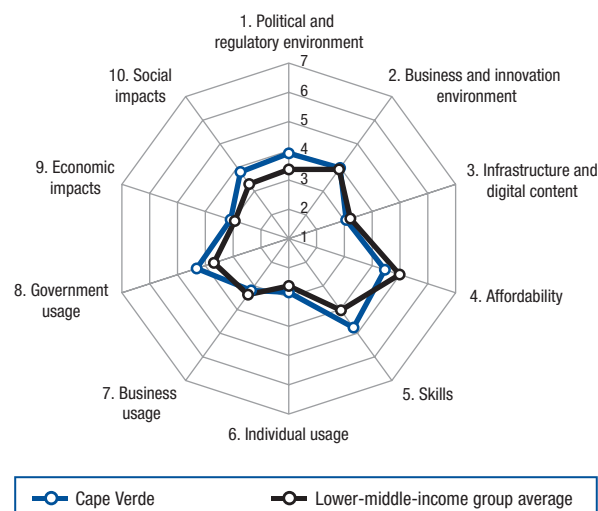 1. Political and
regulatory environment
10. Social
impacts
2. Business and innovation
environment
9. Economic
impacts
3. Infrastructure and
digital content
8. Government
usage
4. Affordability
7. Business
usage
5. Skills
6. Individual usage
7
6
5
4
3
2
1
Cape Verde
Lower-middle-income group average